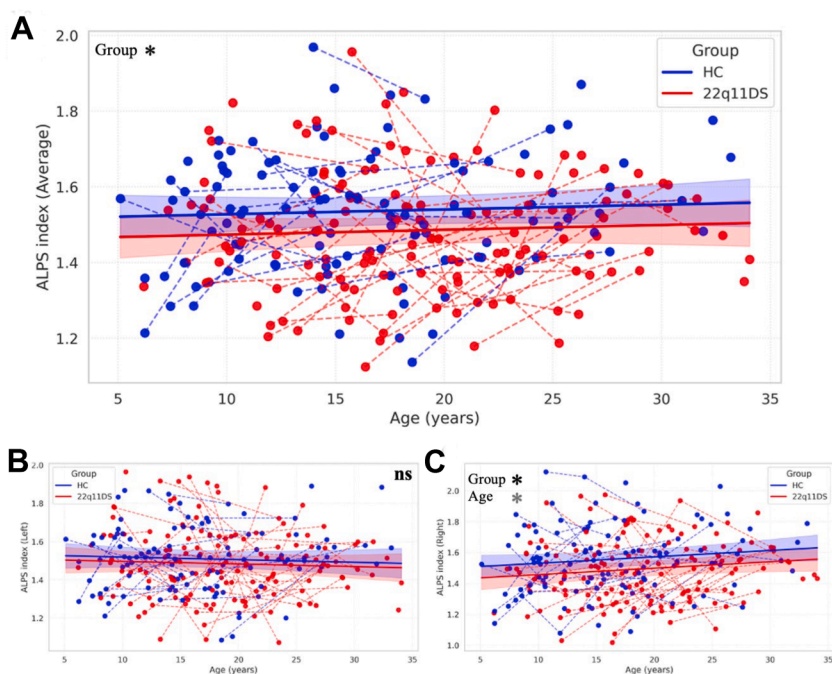 A
Group *
Group
HC
22q11DS
ALPS index (Average)
2.0
1.8
1.6
1.4
1.2
5 10 15 20 25 30 35
Age (years)
B
ns
Group
HC
22q11DS
ALPS index (Left)
2.0
1.8
1.6
1.4
1.2
5 10 15 20 25 30 35
Age (years)
C
Group *
Age *
Group
HC
22q11DS
ALPS index (Right)
2.0
1.8
1.6
1.4
1.2
1.0
5 10 15 20 25 30 35
Age (years)